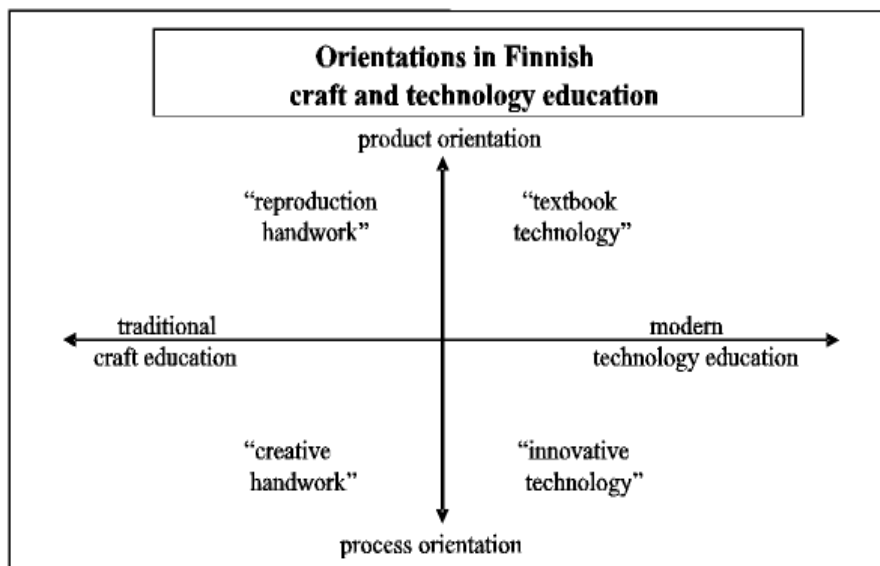 Orientations in Finnish
craft and technology education
product orientation
“reproduction
handwork”
“textbook
technology”
traditional
craft education
modern
technology education
“creative
handwork”
“innovative
technology”
process orientation